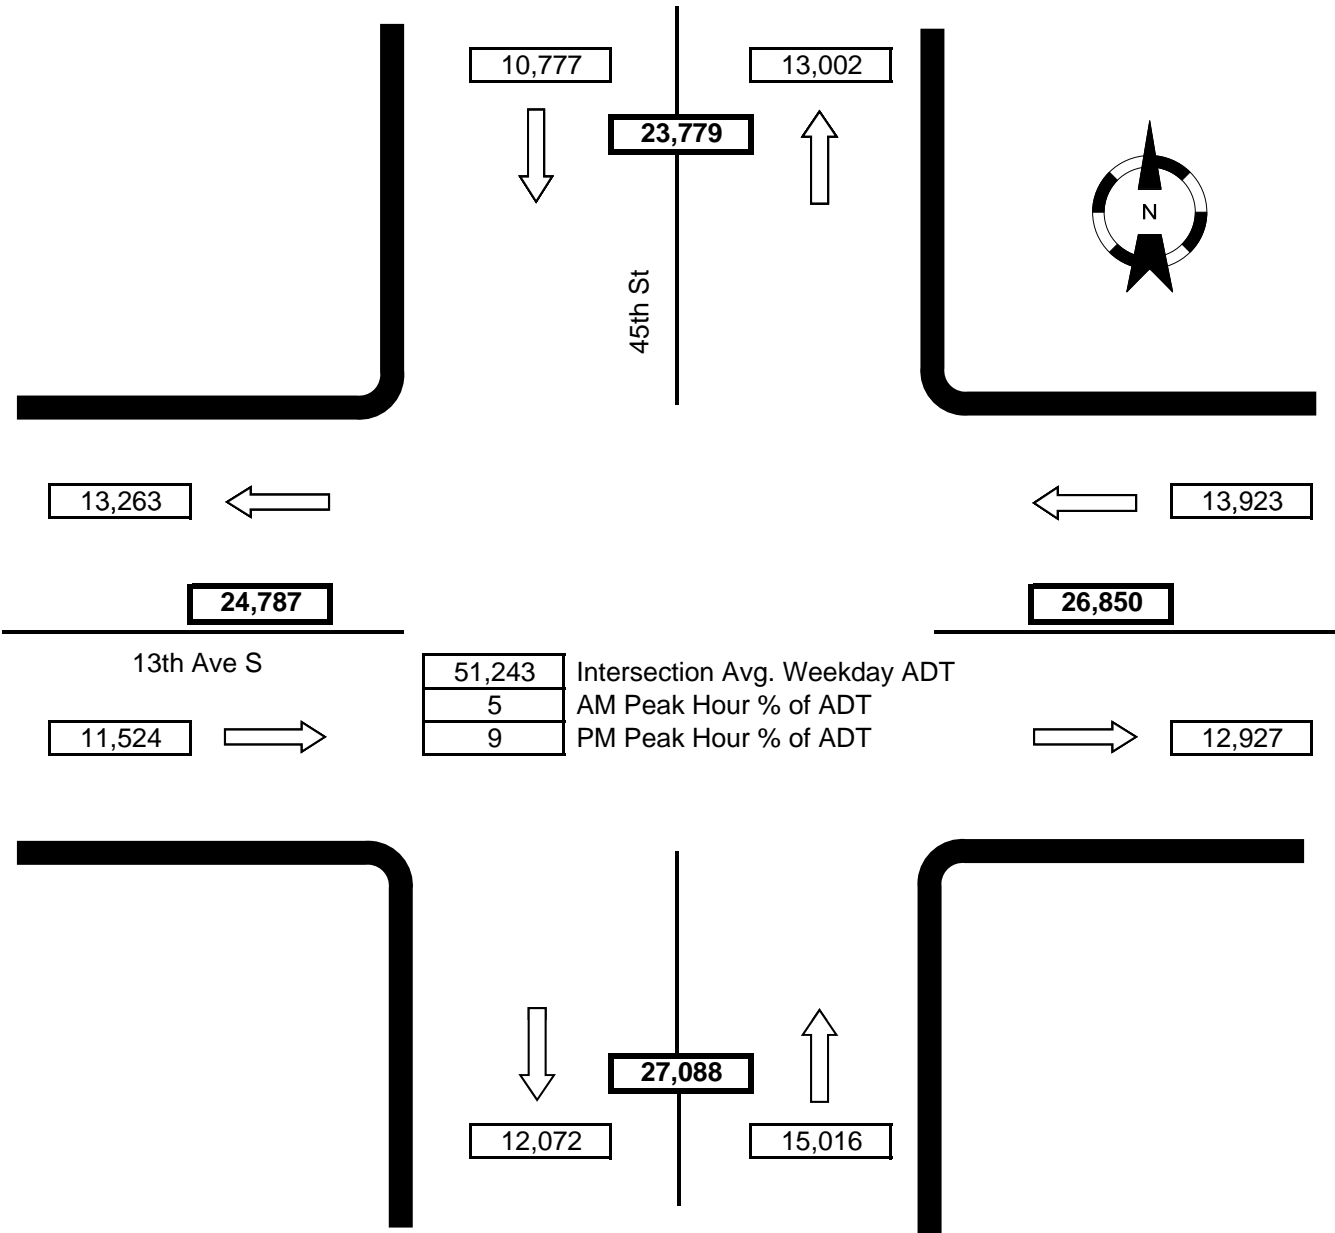 10,777
13,002
23,779
N
45th St
13,263
13,923
24,787
26,850
13th Ave S
51,243 Intersection Avg. Weekday ADT
5 AM Peak Hour % of ADT
9 PM Peak Hour % of ADT
11,524
12,927
27,088
12,072
15,016